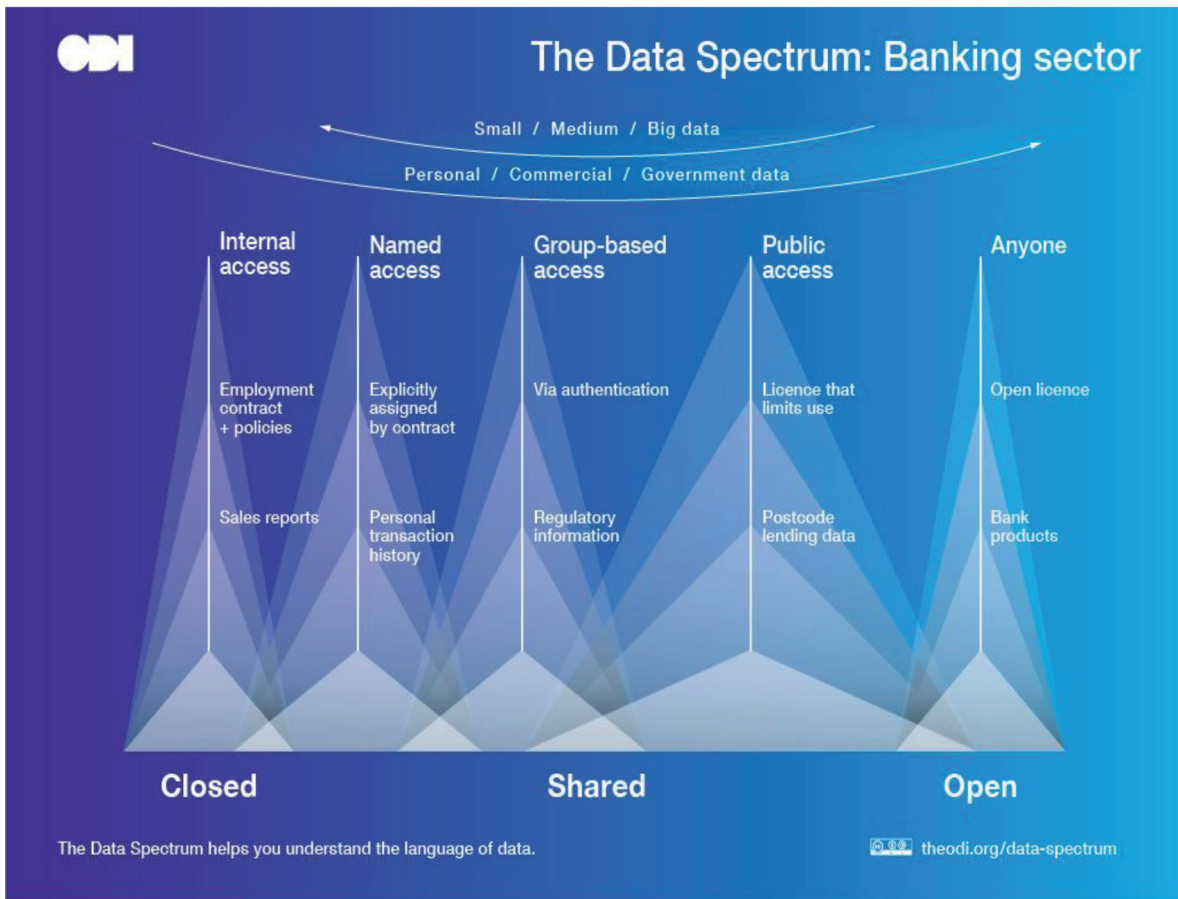 ODI
The Data Spectrum: Banking sector
Small / Medium / Big data
Personal / Commercial / Government data
Internal
access
Named
access
Group-based
access
Public
access
Anyone
Employment
contract
+ policies
Explicitly
assigned
by contract
Via authentication
Licence that
limits use
Open licence
Sales reports
Personal
transaction
history
Regulatory
information
Postcode
lending data
Bank
products
Closed
Shared
Open
The Data Spectrum helps you understand the language of data.
theodi.org/data-spectrum